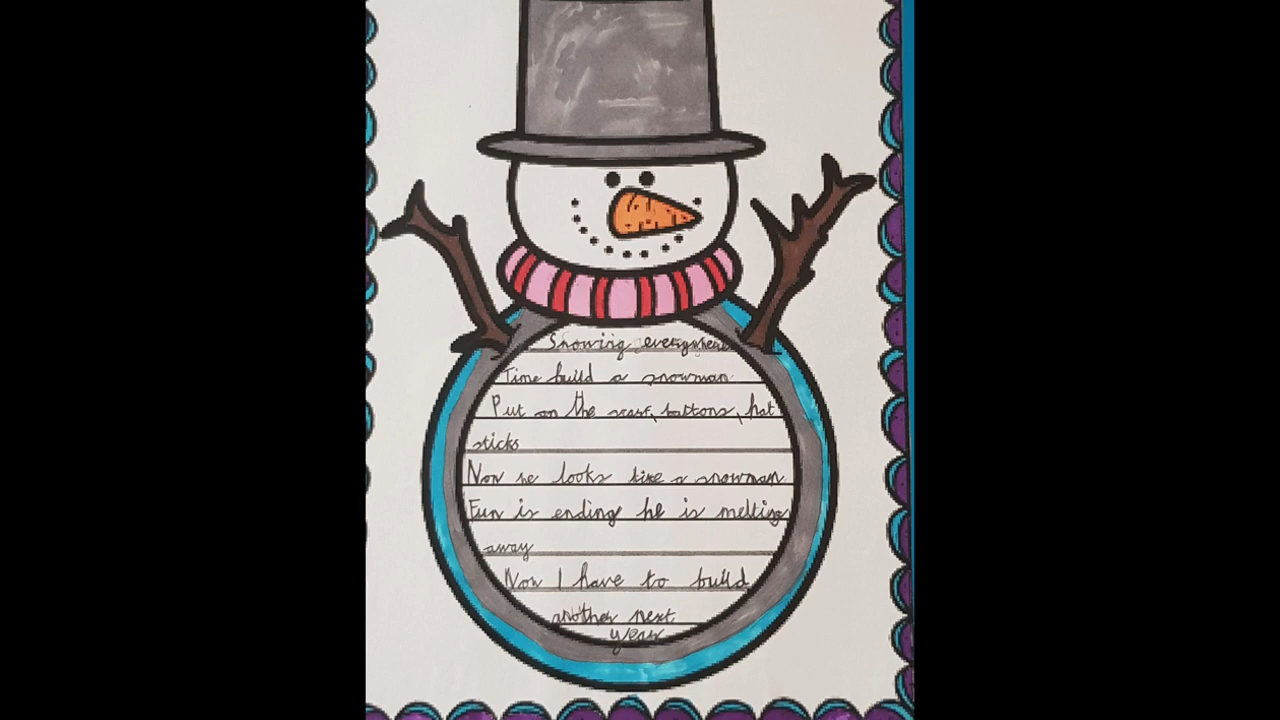 Snowing everywhere
Time build a snowman
Put on the scarf, buttons, hat
sticks
Now he looks like a snowman
Fun is ending he is melting
away
Now I have to build
another next
year